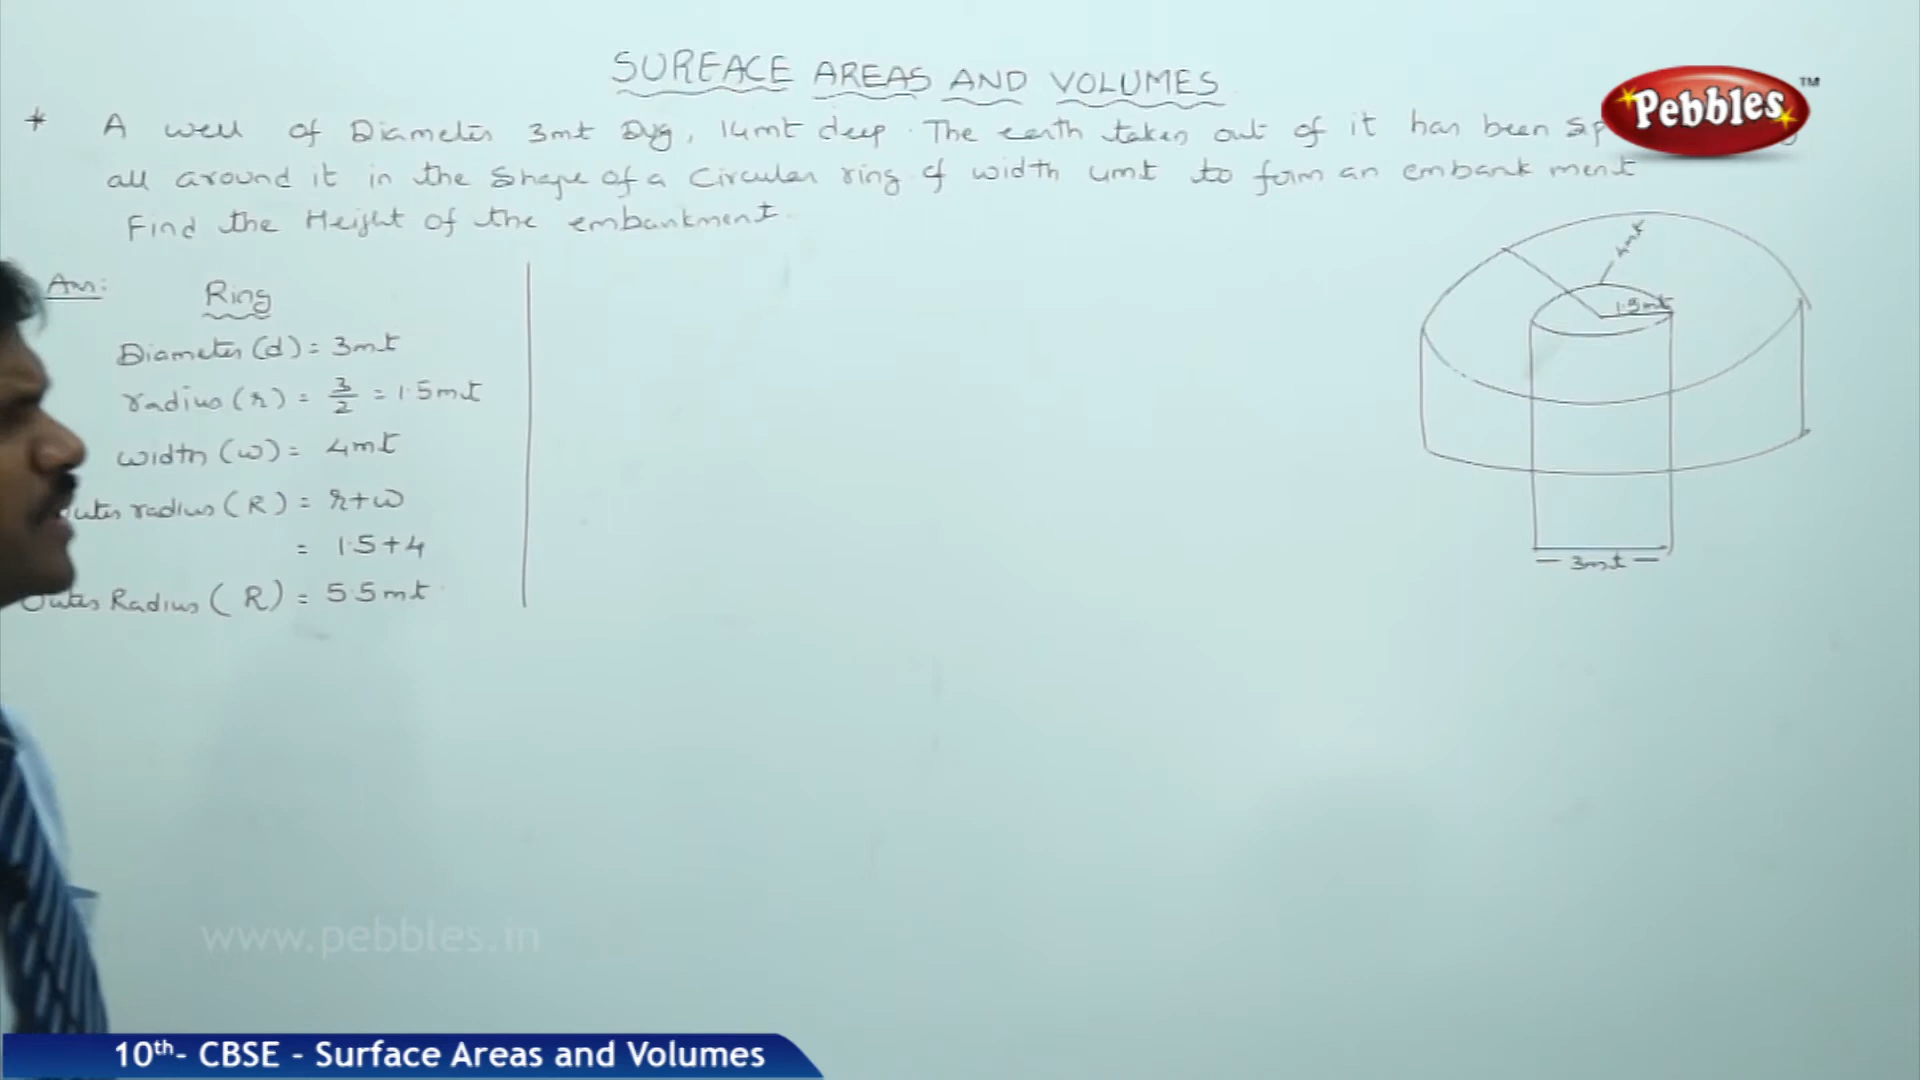 SURFACE AREAS AND VOLUMES
Pebbles TM
* A well of Diameter 3mt Dug, 14mt deep. The earth taken out of it has been
all around it in the shape of a Circular ring of width 4mt to form an embankment
Find the Height of the embankment.
Ans:
Ring
Diameter (d) = 3mt
radius (r) = 3/2 = 1.5mt
width (w) = 4mt
Outer radius (R) = r+w
= 1.5+4
Outer Radius (R) = 5.5mt
4mt
1.5mt
3mt
www.pebbles.in
10th- CBSE - Surface Areas and Volumes